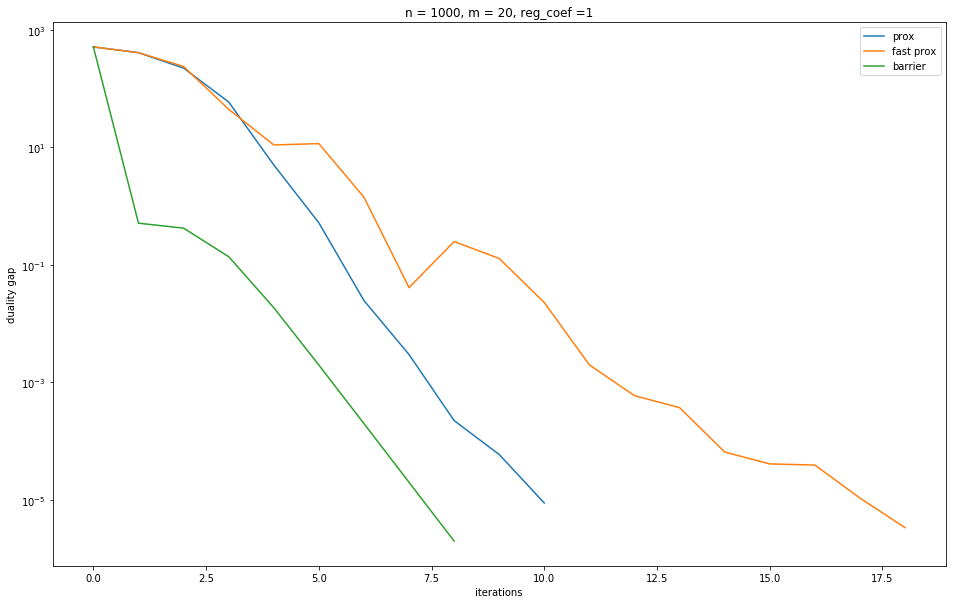 n = 1000, m = 20, reg_coef =1
prox
fast prox
barrier
duality gap
10³
10¹
10⁻¹
10⁻³
10⁻⁵
0.0 2.5 5.0 7.5 10.0 12.5 15.0 17.5
iterations